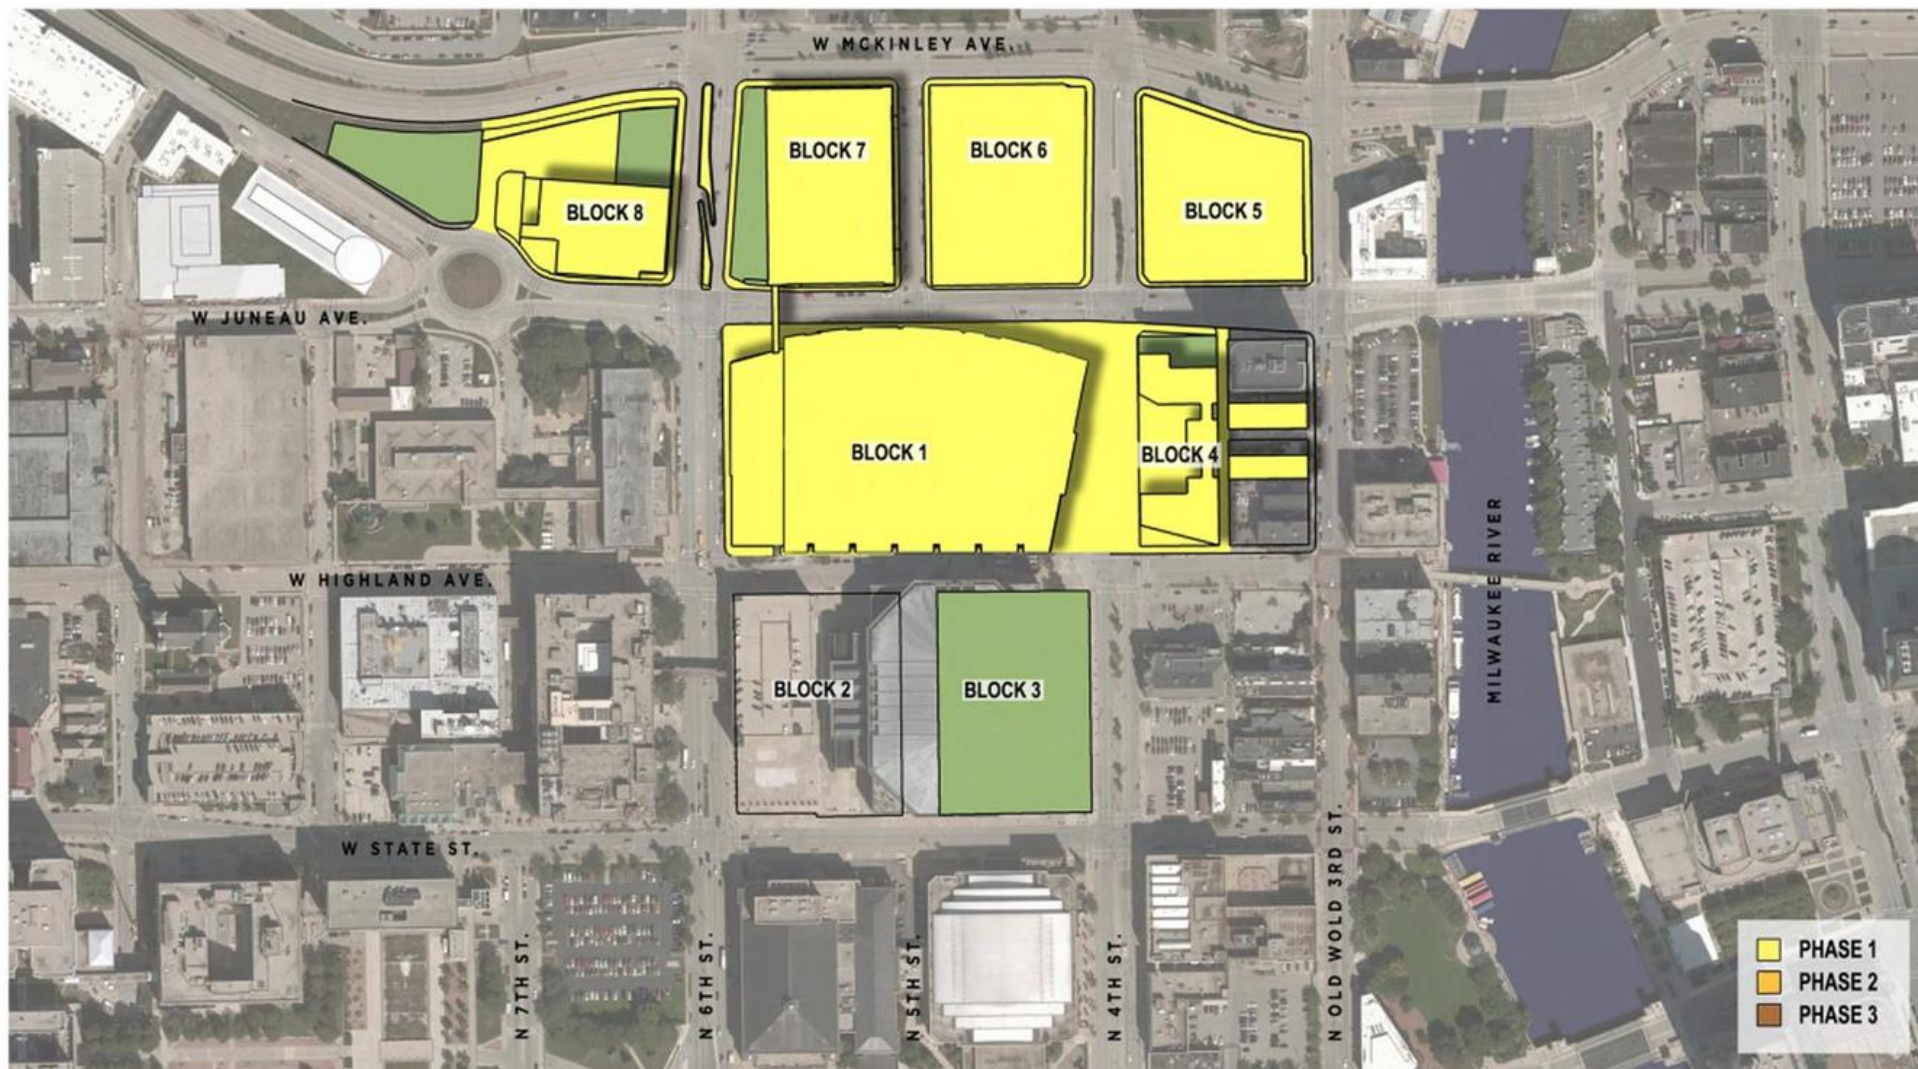 W MCKINLEY AVE.
BLOCK 7
BLOCK 6
BLOCK 8
BLOCK 5
W JUNEAU AVE.
BLOCK 1
BLOCK 4
W HIGHLAND AVE.
MILWAUKEE RIVER
BLOCK 2
BLOCK 3
W STATE ST.
N 7TH ST.
N 6TH ST.
N 5TH ST.
N 4TH ST.
N OLD WOLD 3RD ST.
PHASE 1
PHASE 2
PHASE 3